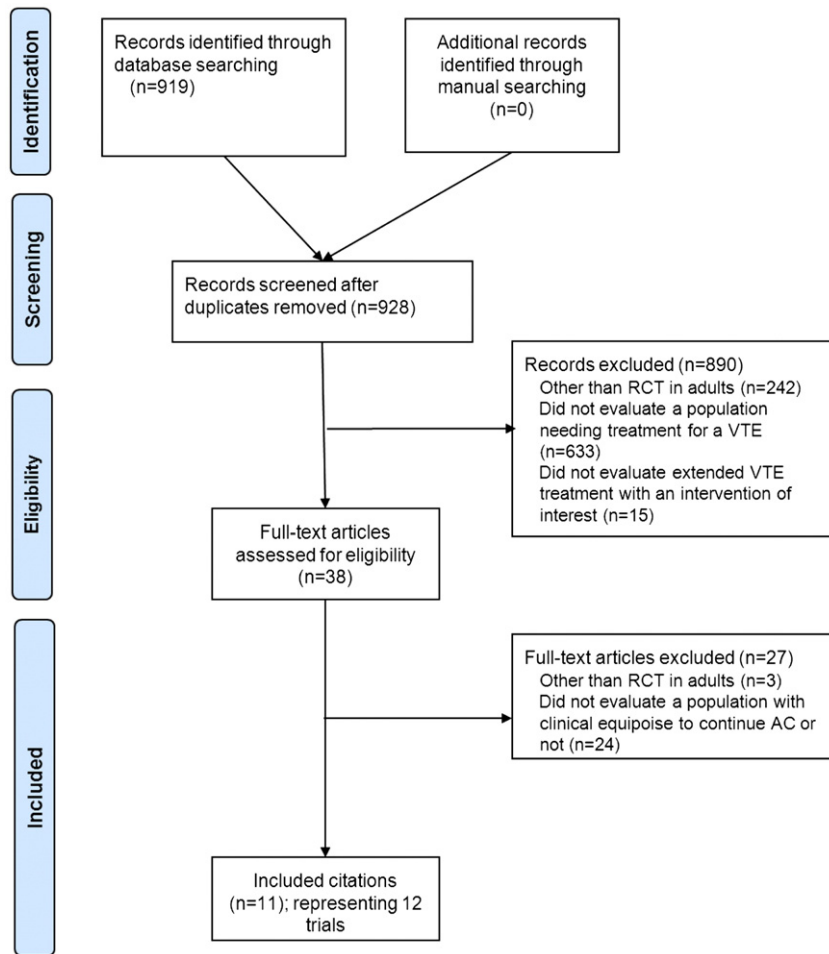 Identification
Records identified through
database searching
(n=919)
Additional records
identified through
manual searching
(n=0)
Screening
Records screened after
duplicates removed (n=928)
Records excluded (n=890)
Other than RCT in adults (n=242)
Did not evaluate a population
needing treatment for a VTE
(n=633)
Did not evaluate extended VTE
treatment with an intervention of
interest (n=15)
Eligibility
Full-text articles
assessed for eligibility
(n=38)
Full-text articles excluded (n=27)
Other than RCT in adults (n=3)
Did not evaluate a population with
clinical equipoise to continue AC or
not (n=24)
Included
Included citations
(n=11); representing 12
trials